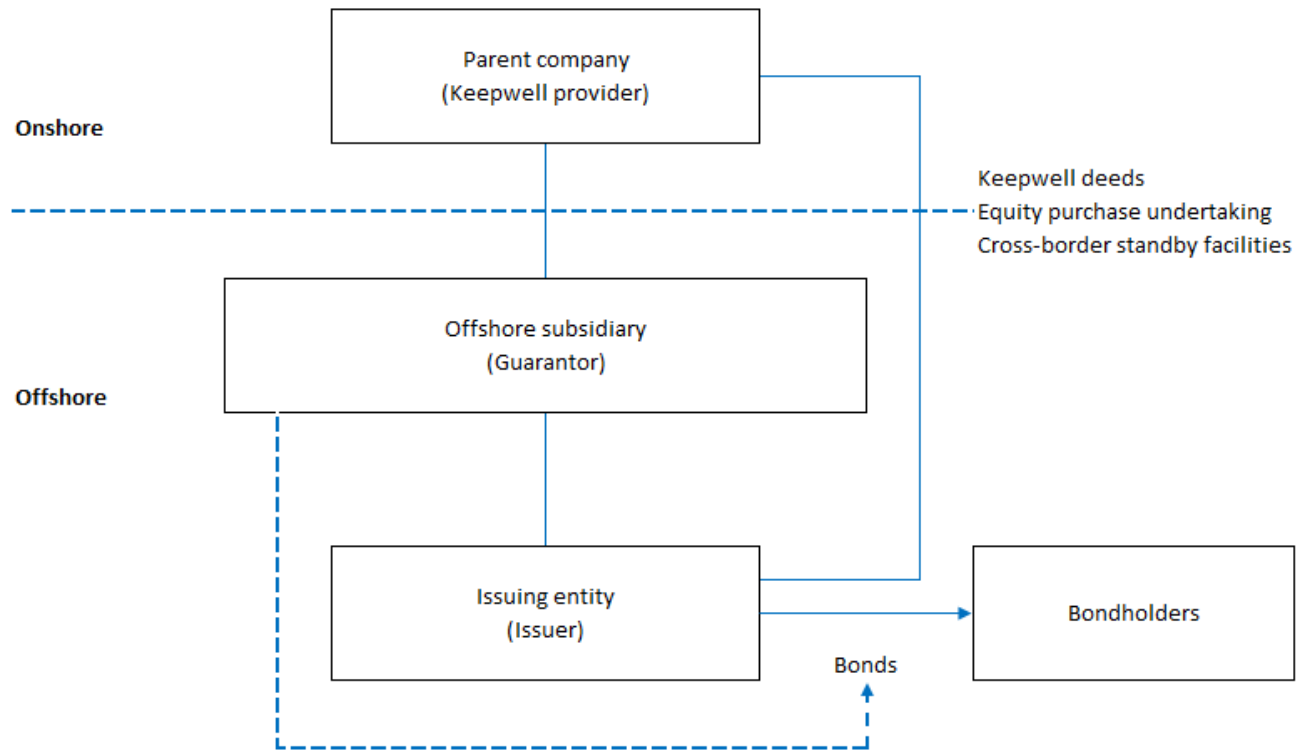 Parent company
(Keepwell provider)
Onshore
Keepwell deeds
Equity purchase undertaking
Cross-border standby facilities
Offshore subsidiary
(Guarantor)
Offshore
Issuing entity
(Issuer)
Bondholders
Bonds